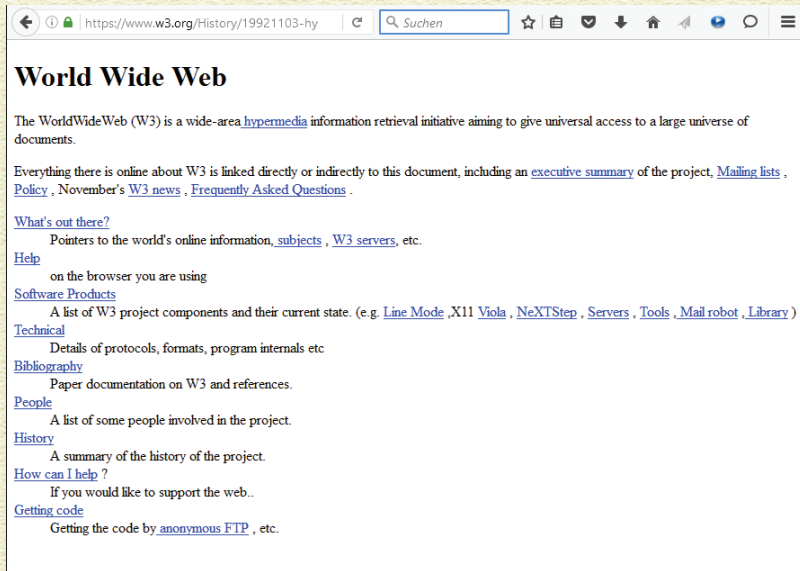 https://www.w3.org/History/19921103-hy
Suchen
World Wide Web
The WorldWideWeb (W3) is a wide-area hypermedia information retrieval initiative aiming to give universal access to a large universe of
documents.
Everything there is online about W3 is linked directly or indirectly to this document, including an executive summary of the project, Mailing lists ,
Policy , November's W3 news , Frequently Asked Questions .
What's out there?
Pointers to the world's online information, subjects , W3 servers, etc.
Help
on the browser you are using
Software Products
A list of W3 project components and their current state. (e.g. Line Mode ,X11 Viola , NeXTStep , Servers , Tools , Mail robot , Library )
Technical
Details of protocols, formats, program internals etc
Bibliography
Paper documentation on W3 and references.
People
A list of some people involved in the project.
History
A summary of the history of the project.
How can I help ?
If you would like to support the web..
Getting code
Getting the code by anonymous FTP , etc.